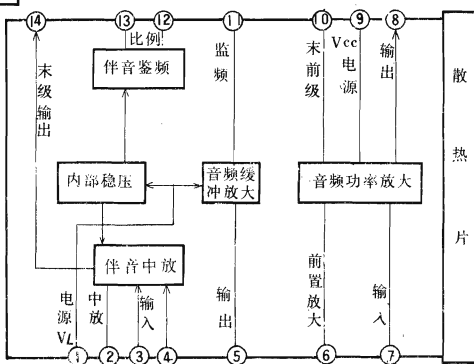 14 13 12 11 10 9 8
比例
伴音鉴频
末级输出
监频
末前级
Vcc电源
输出
散热片
内部稳压
音频缓冲放大
音频功率放大
伴音中放
电源VL
中放
输入
输出
前置放大
输入
1 2 3 4 5 6 7